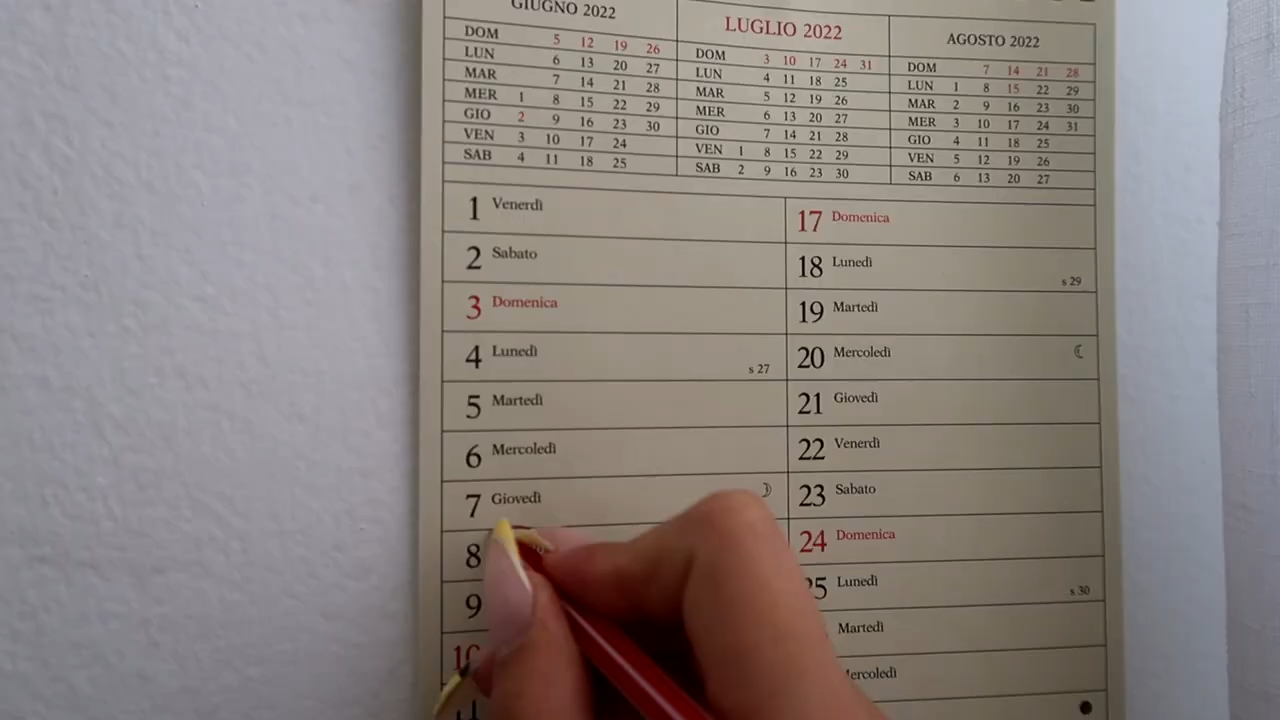 GIUGNO 2022
DOM 5 12 19 26
LUN 6 13 20 27
MAR 7 14 21 28
MER 1 8 15 22 29
GIO 2 9 16 23 30
VEN 3 10 17 24
SAB 4 11 18 25
LUGLIO 2022
DOM 3 10 17 24 31
LUN 4 11 18 25
MAR 5 12 19 26
MER 6 13 20 27
GIO 7 14 21 28
VEN 1 8 15 22 29
SAB 2 9 16 23 30
AGOSTO 2022
DOM 7 14 21 28
LUN 1 8 15 22 29
MAR 2 9 16 23 30
MER 3 10 17 24 31
GIO 4 11 18 25
VEN 5 12 19 26
SAB 6 13 20 27
1 Venerdì
2 Sabato
3 Domenica
4 Lunedì s 27
5 Martedì
6 Mercoledì
7 Giovedì
8
9
10
11
17 Domenica
18 Lunedì s 29
19 Martedì
20 Mercoledì
21 Giovedì
22 Venerdì
23 Sabato
24 Domenica
25 Lunedì s 30
Martedì
Mercoledì